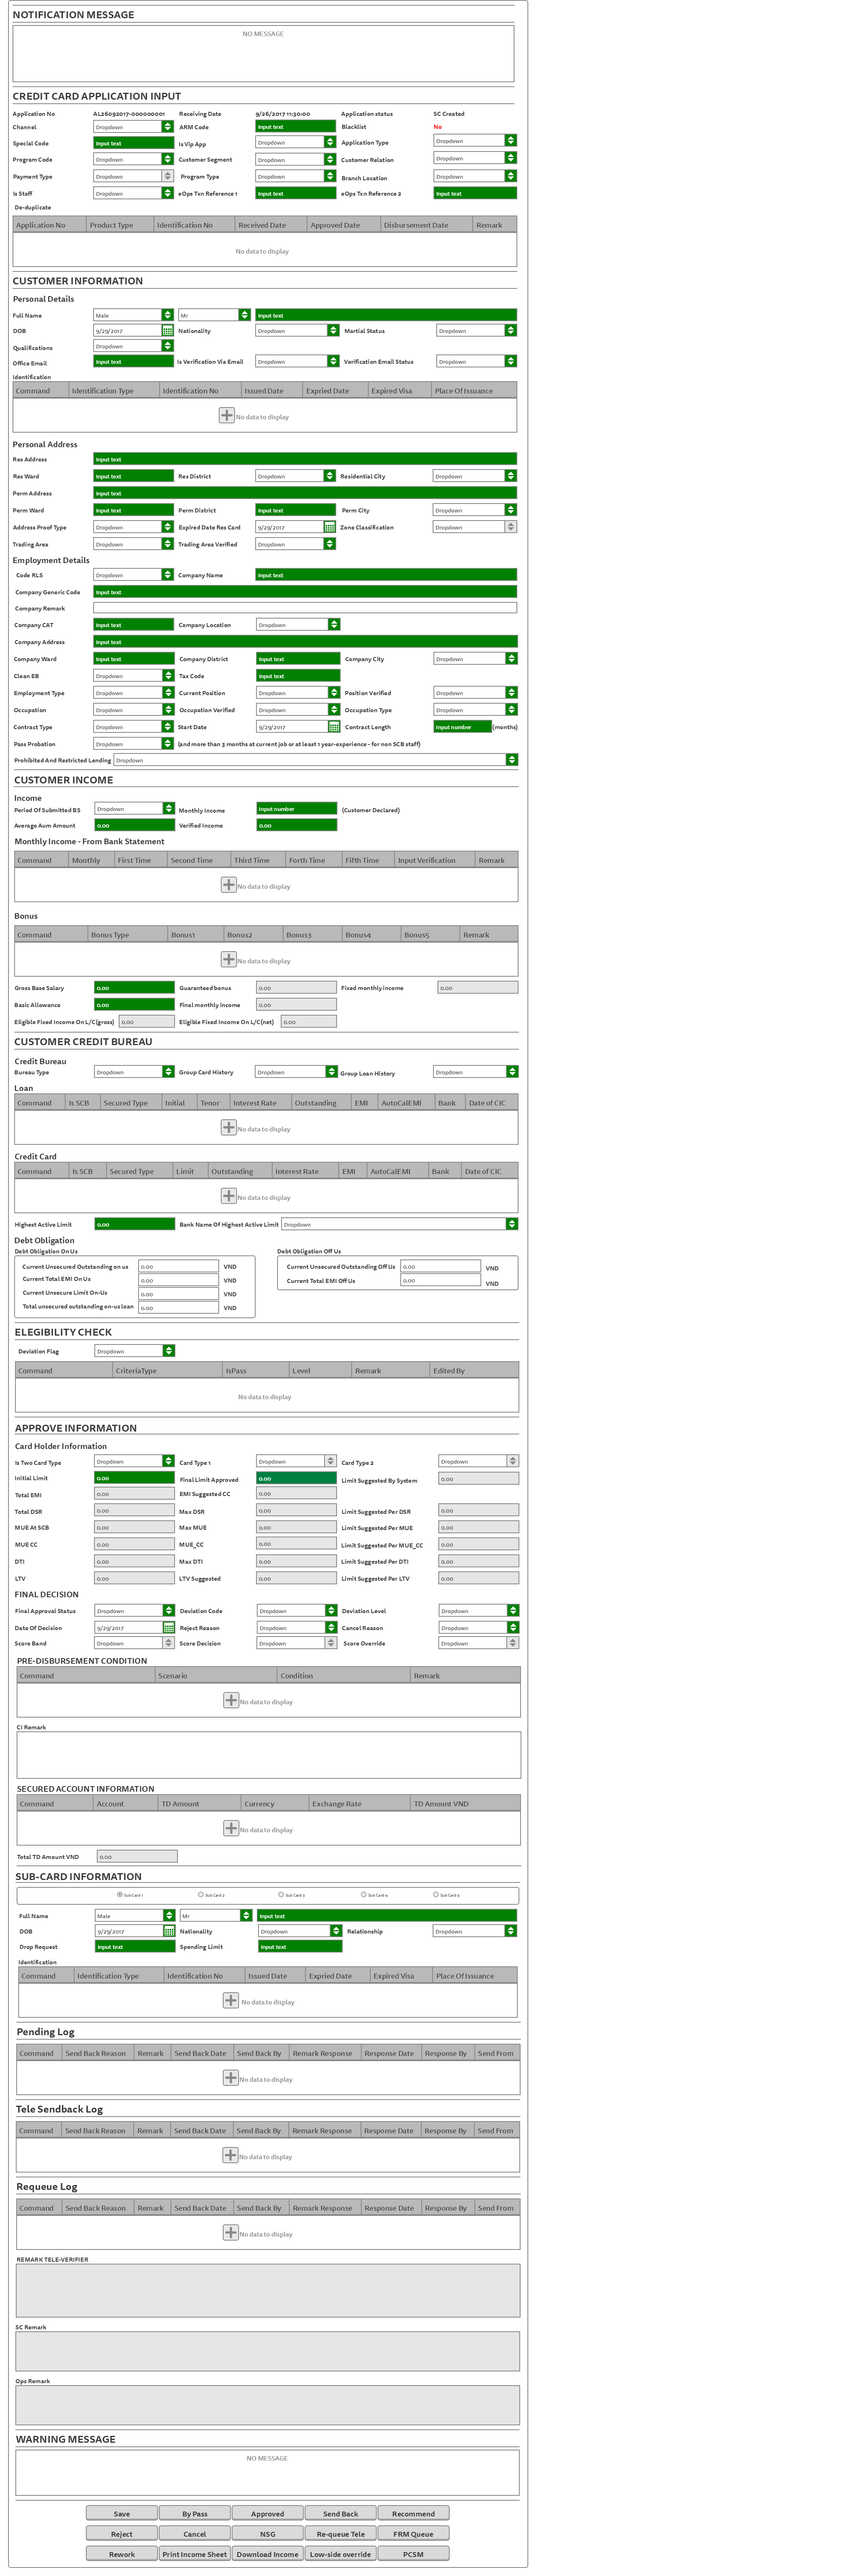 NOTIFICATION MESSAGE
NO MESSAGE
CREDIT CARD APPLICATION INPUT
Application No AL26092017-000000001 Receiving Date 9/26/2017 11:30:00 Application status SC Created
Channel Dropdown ARM Code Input text Blacklist No
Special Code Input text Is Vip App Dropdown Application Type Dropdown
Program Code Dropdown Customer Segment Dropdown Customer Relation Dropdown
Payment Type Dropdown Program Type Dropdown Branch Location Dropdown
Is Staff Dropdown eOps Txn Reference 1 Input text eOps Txn Reference 2 Input text
De-duplicate
Application No Product Type Identification No Received Date Approved Date Disbursement Date Remark
No data to display
CUSTOMER INFORMATION
Personal Details
Full Name Male Mr Input text
DOB 9/29/2017 Nationality Dropdown Martial Status Dropdown
Qualifications Dropdown
Office Email Input text Is Verification Via Email Dropdown Verification Email Status Dropdown
Identification
Command Identification Type Identification No Issued Date Expried Date Expired Visa Place Of Issuance
No data to display
Personal Address
Res Address Input text
Res Ward Input text Res District Dropdown Residential City Dropdown
Perm Address Input text
Perm Ward Input text Perm District Input text Perm City Dropdown
Address Proof Type Dropdown Expired Date Res Card 9/29/2017 Zone Classification Dropdown
Trading Area Dropdown Trading Area Verified Dropdown
Employment Details
Code RLS Dropdown Company Name Input text
Company Generic Code Input text
Company Remark
Company CAT Input text Company Location Dropdown
Company Address Input text
Company Ward Input text Company District Input text Company City Dropdown
Clean EB Dropdown Tax Code Input text
Employment Type Dropdown Current Position Dropdown Position Verified Dropdown
Occupation Dropdown Occupation Verified Dropdown Occupation Type Dropdown
Contract Type Dropdown Start Date 9/29/2017 Contract Length Input number (months)
Pass Probation Dropdown (and more than 3 months at current job or at least 1 year-experience - for non SCB staff)
Prohibited And Restricted Lending Dropdown
CUSTOMER INCOME
Income
Period Of Submitted BS Dropdown Monthly Income Input number (Customer Declared)
Average Aum Amount 0.00 Verified Income 0.00
Monthly Income - From Bank Statement
Command Monthly First Time Second Time Third Time Forth Time Fifth Time Input Verification Remark
No data to display
Bonus
Command Bonus Type Bonus1 Bonus2 Bonus3 Bonus4 Bonus5 Remark
No data to display
Gross Base Salary 0.00 Guaranteed bonus 0.00 Fixed monthly income 0.00
Basic Allowance 0.00 Final monthly income 0.00
Eligible Fixed Income On L/C(gross) 0.00 Eligible Fixed Income On L/C(net) 0.00
CUSTOMER CREDIT BUREAU
Credit Bureau
Bureau Type Dropdown Group Card History Dropdown Group Loan History Dropdown
Loan
Command Is SCB Secured Type Initial Tenor Interest Rate Outstanding EMI AutoCalEMI Bank Date of CIC
No data to display
Credit Card
Command Is SCB Secured Type Limit Outstanding Interest Rate EMI AutoCalEMI Bank Date of CIC
No data to display
Highest Active Limit 0.00 Bank Name Of Highest Active Limit Dropdown
Debt Obligation
Debt Obligation On Us Debt Obligation Off Us
Current Unsecured Outstanding on us 0.00 VND Current Unsecured Outstanding Off Us 0.00 VND
Current Total EMI On Us 0.00 VND Current Total EMI Off Us 0.00 VND
Current Unsecure Limit On-Us 0.00 VND
Total unsecured outstanding on-us loan 0.00 VND
ELEGIBILITY CHECK
Deviation Flag Dropdown
Command CriteriaType IsPass Level Remark Edited By
No data to display
APPROVE INFORMATION
Card Holder Information
Is Two Card Type Dropdown Card Type 1 Dropdown Card Type 2 Dropdown
Initial Limit 0.00 Final Limit Approved 0.00 Limit Suggested By System 0.00
Total EMI 0.00 EMI Suggested CC 0.00
Total DSR 0.00 Max DSR 0.00 Limit Suggested Per DSR 0.00
MUE At SCB 0.00 Max MUE 0.00 Limit Suggested Per MUE 0.00
MUE CC 0.00 MUE_CC 0.00 Limit Suggested Per MUE_CC 0.00
DTI 0.00 Max DTI 0.00 Limit Suggested Per DTI 0.00
LTV 0.00 LTV Suggested 0.00 Limit Suggested Per LTV 0.00
FINAL DECISION
Final Approval Status Dropdown Deviation Code Dropdown Deviation Level Dropdown
Date Of Decision 9/29/2017 Reject Reason Dropdown Cancel Reason Dropdown
Score Band Dropdown Score Decision Dropdown Score Override Dropdown
PRE-DISBURSEMENT CONDITION
Command Scenario Condition Remark
No data to display
CI Remark
SECURED ACCOUNT INFORMATION
Command Account TD Amount Currency Exchange Rate TD Amount VND
No data to display
Total TD Amount VND 0.00
SUB-CARD INFORMATION
Sub Card 1 Sub Card 2 Sub Card 3 Sub Card 4 Sub Card 5
Full Name Male Mr Input text
DOB 9/29/2017 Nationality Dropdown Relationship Dropdown
Drop Request Input text Spending Limit Input text
Identification
Command Identification Type Identification No Issued Date Expried Date Expired Visa Place Of Issuance
No data to display
Pending Log
Command Send Back Reason Remark Send Back Date Send Back By Remark Response Response Date Response By Send From
No data to display
Tele Sendback Log
Command Send Back Reason Remark Send Back Date Send Back By Remark Response Response Date Response By Send From
No data to display
Requeue Log
Command Send Back Reason Remark Send Back Date Send Back By Remark Response Response Date Response By Send From
No data to display
REMARK TELE-VERIFIER
SC Remark
Ops Remark
WARNING MESSAGE
NO MESSAGE
Save By Pass Approved Send Back Recommend
Reject Cancel NSG Re-queue Tele FRM Queue
Rework Print Income Sheet Download Income Low-side override PCSM